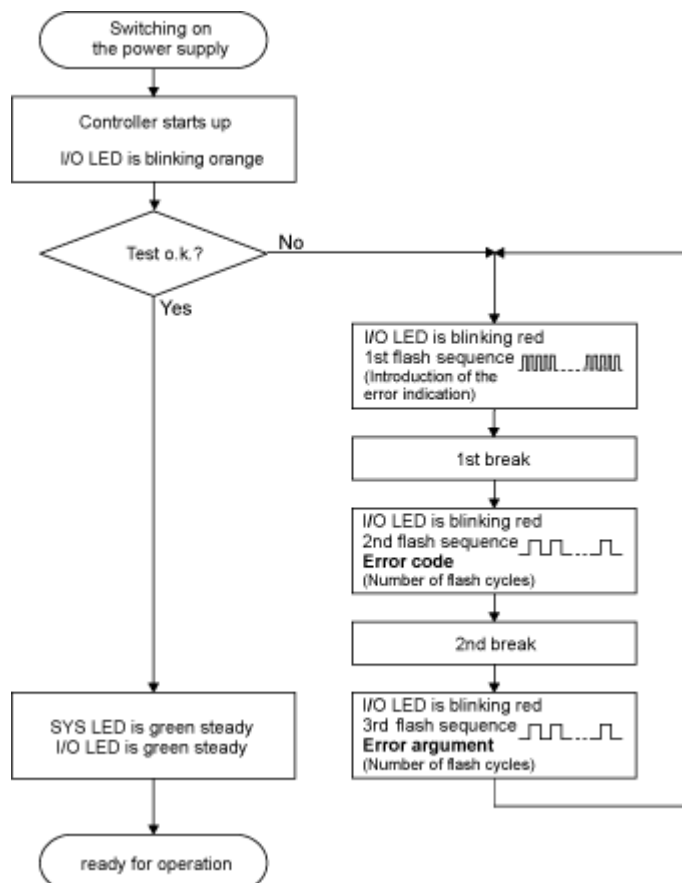 Switching on
the power supply
Controller starts up
I/O LED is blinking orange
Test o.k.?
No
Yes
I/O LED is blinking red
1st flash sequence
(Introduction of the
error indication)
1st break
I/O LED is blinking red
2nd flash sequence
Error code
(Number of flash cycles)
2nd break
I/O LED is blinking red
3rd flash sequence
Error argument
(Number of flash cycles)
SYS LED is green steady
I/O LED is green steady
ready for operation